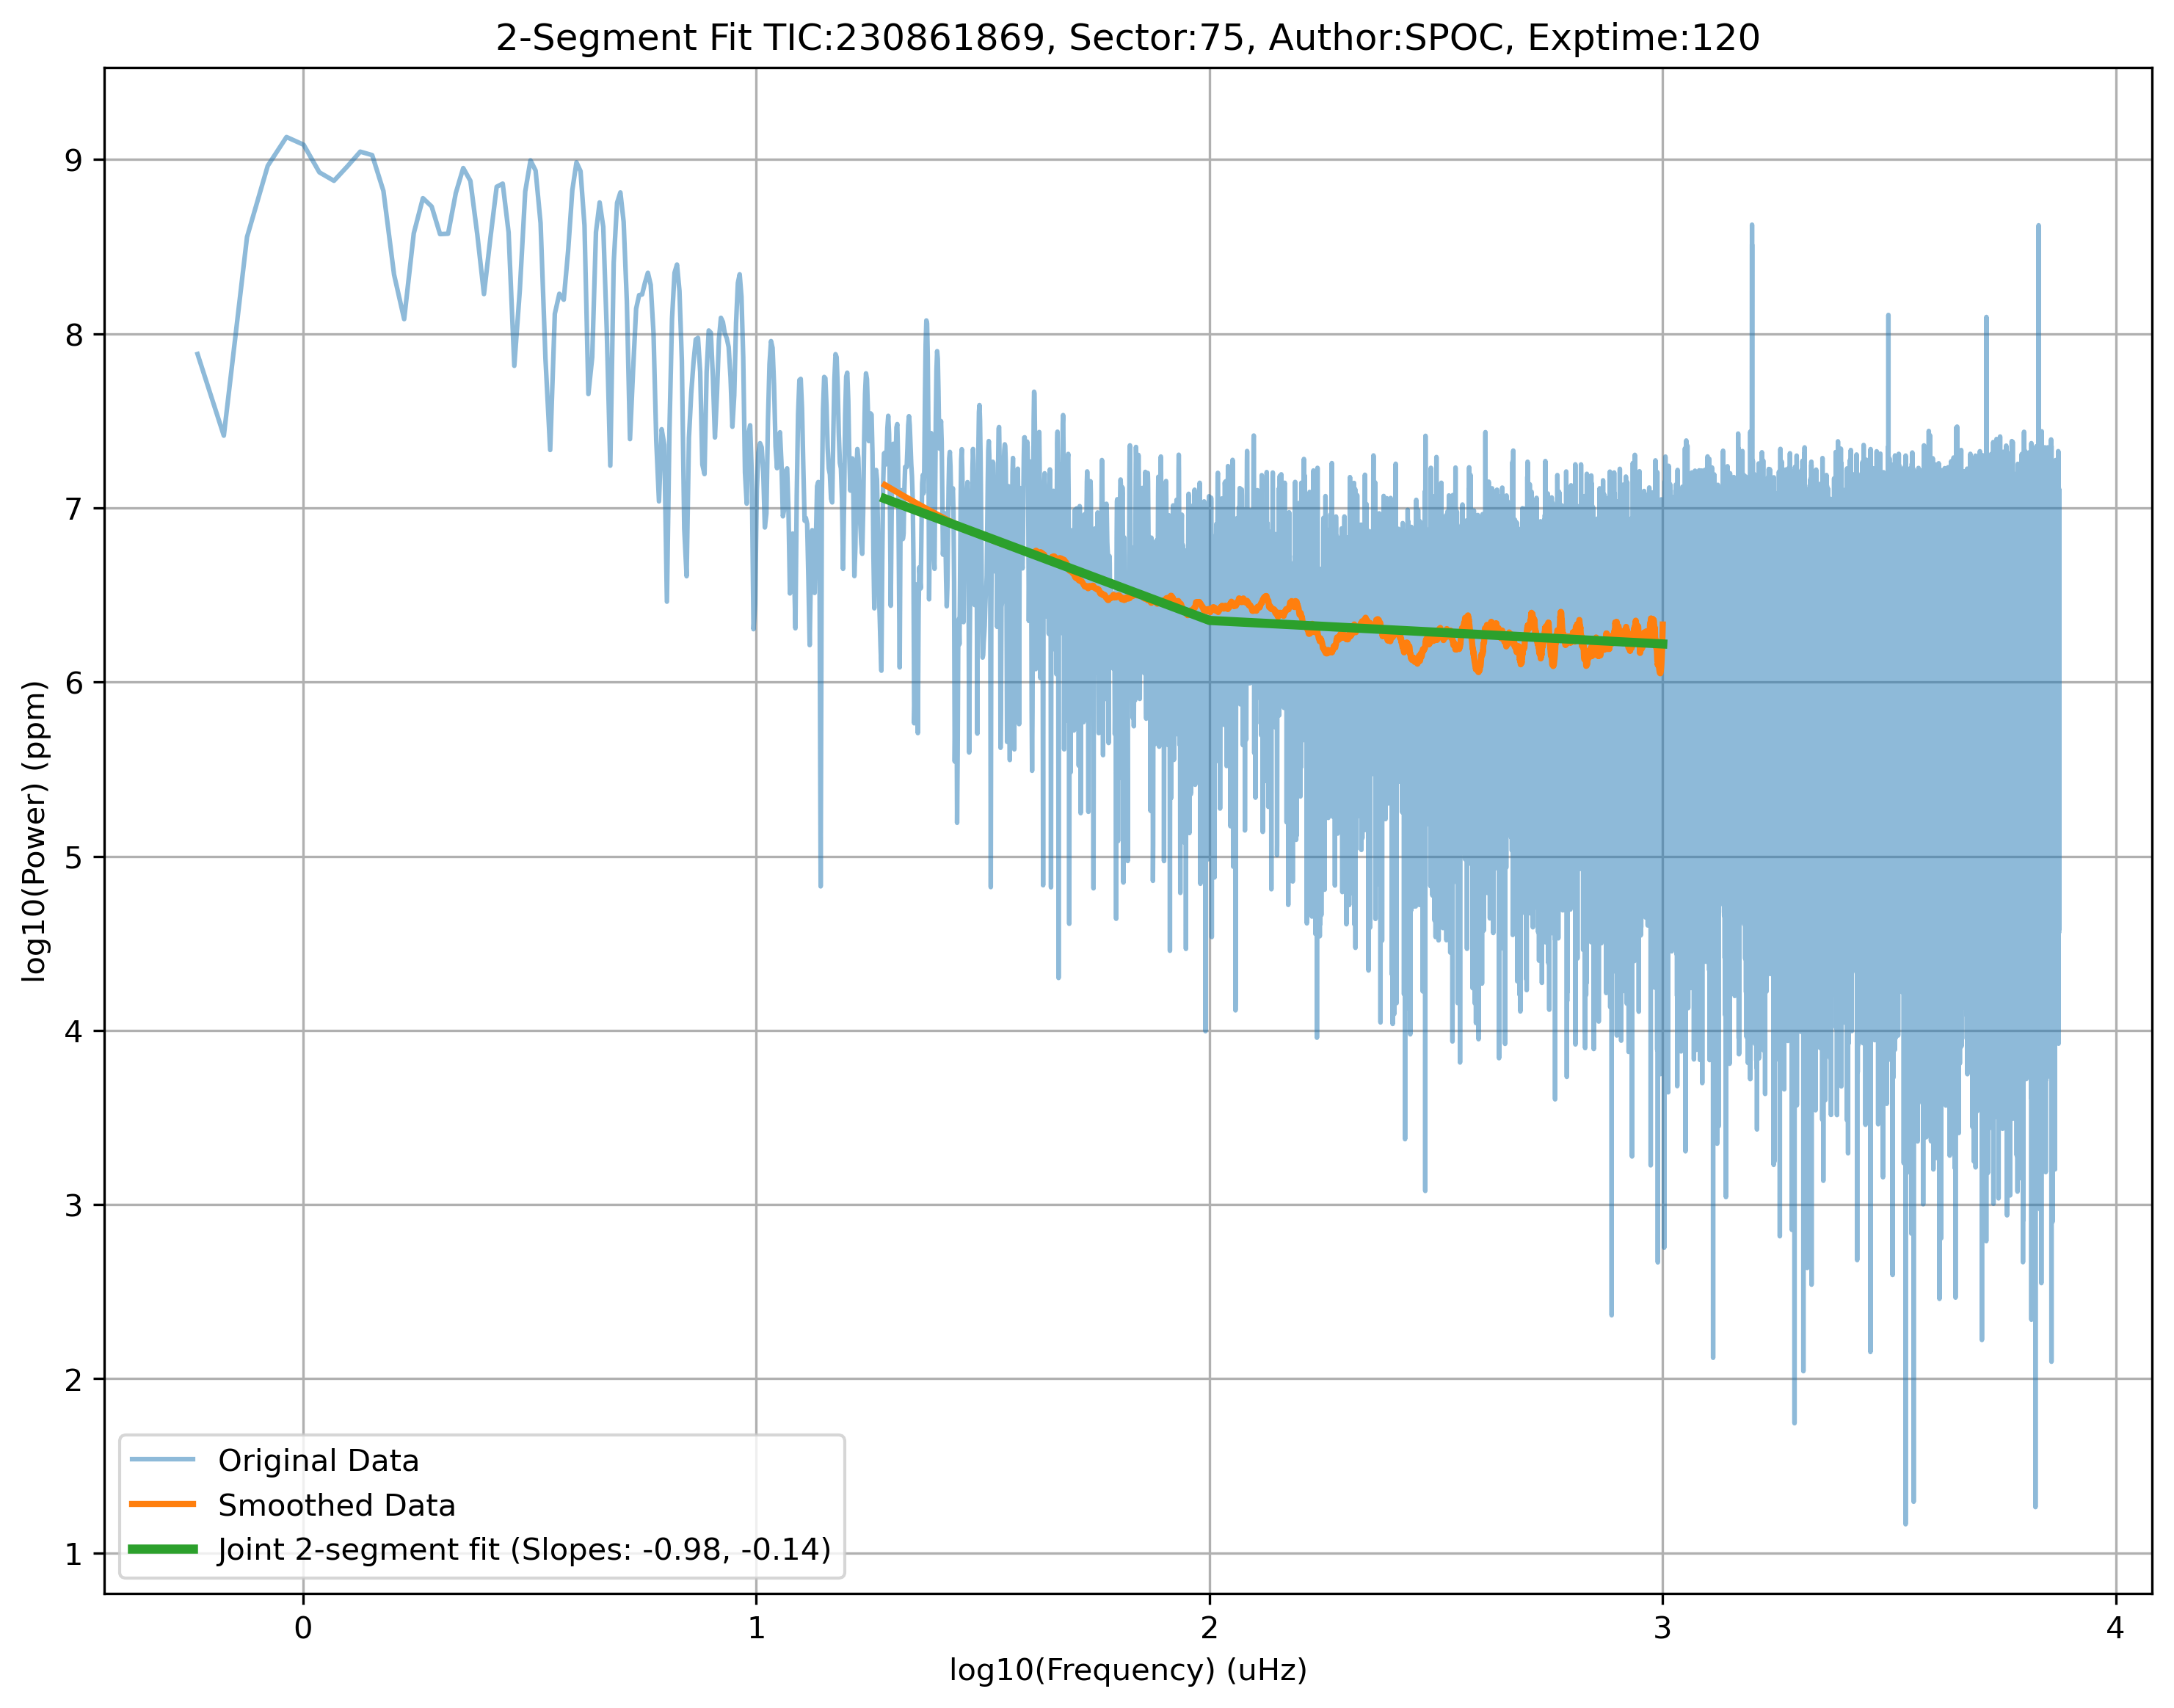 2-Segment Fit TIC:230861869, Sector:75, Author:SPOC, Exptime:120
log10(Power) (ppm)
9
8
7
6
5
4
3
2
1
Original Data
Smoothed Data
Joint 2-segment fit (Slopes: -0.98, -0.14)
0
1
2
3
4
log10(Frequency) (uHz)